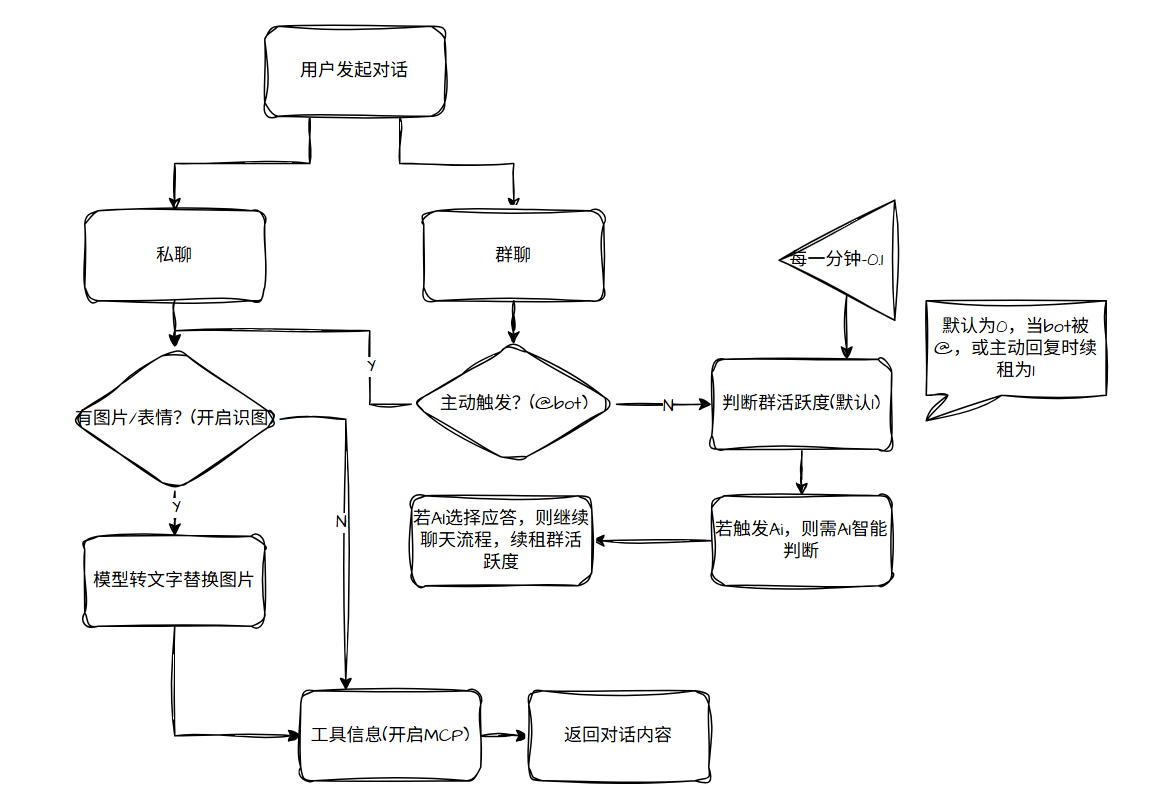 用户发起对话
私聊
群聊
每一分钟-0.1
默认为0，当bot被
@，或主动回复时续
租为1
Y
主动触发？(@bot)
N
判断群活跃度(默认1)
有图片/表情？(开启识图)
Y
N
若AI选择应答，则继续
聊天流程，续租群活
跃度
若触发Ai，则需Ai智能
判断
模型转文字替换图片
工具信息(开启MCP)
返回对话内容